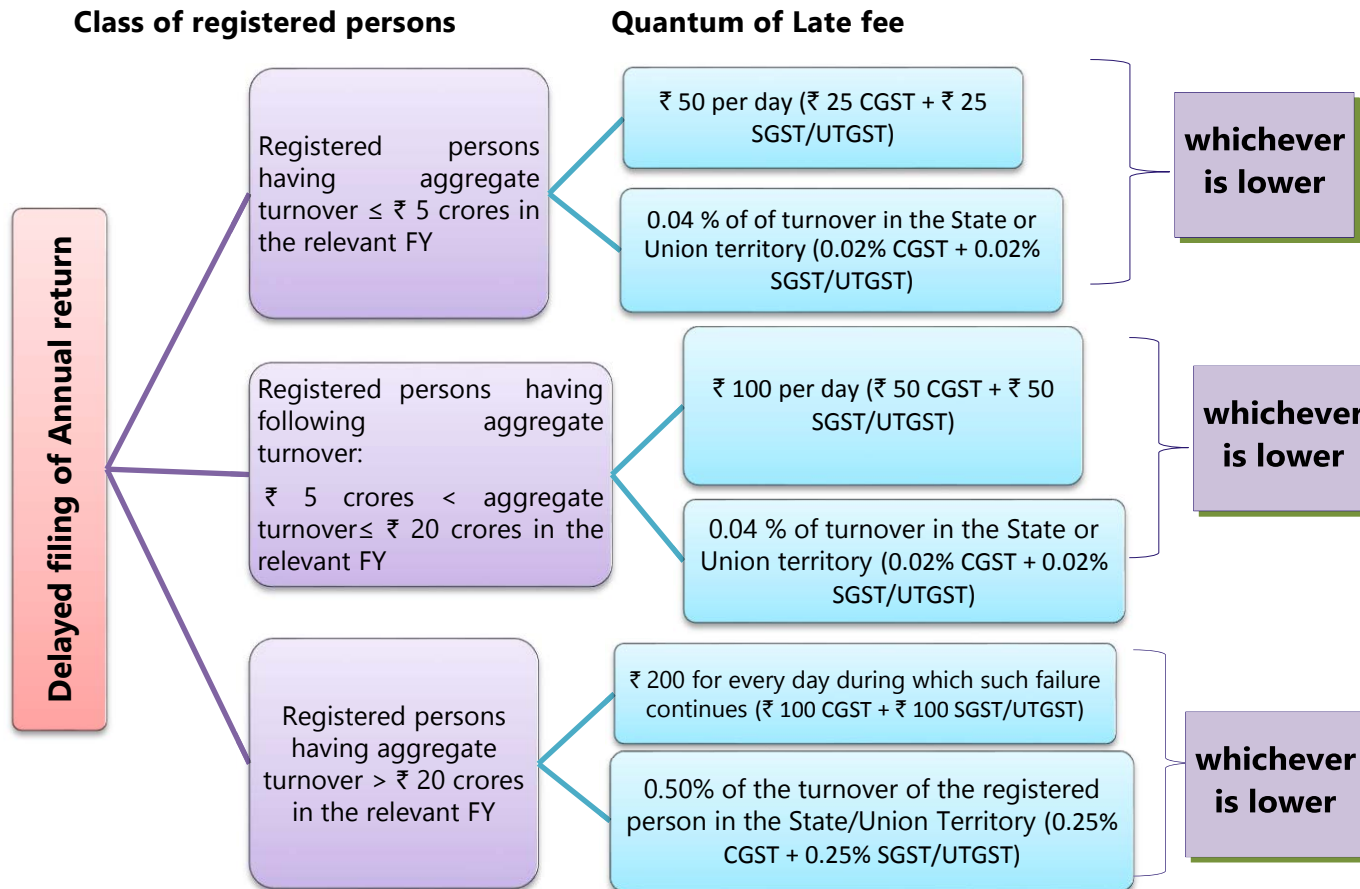 Class of registered persons
Quantum of Late fee
Delayed filing of Annual return
Registered persons
having aggregate
turnover ≤ ₹ 5 crores in
the relevant FY
₹ 50 per day (₹ 25 CGST + ₹ 25
SGST/UTGST)
0.04 % of of turnover in the State or
Union territory (0.02% CGST + 0.02%
SGST/UTGST)
whichever
is lower
Registered persons having
following aggregate
turnover:
₹ 5 crores < aggregate
turnover≤ ₹ 20 crores in the
relevant FY
₹ 100 per day (₹ 50 CGST + ₹ 50
SGST/UTGST)
0.04 % of turnover in the State or
Union territory (0.02% CGST + 0.02%
SGST/UTGST)
whichever
is lower
Registered persons
having aggregate
turnover > ₹ 20 crores
in the relevant FY
₹ 200 for every day during which such failure
continues (₹ 100 CGST + ₹ 100 SGST/UTGST)
0.50% of the turnover of the registered
person in the State/Union Territory (0.25%
CGST + 0.25% SGST/UTGST)
whichever
is lower